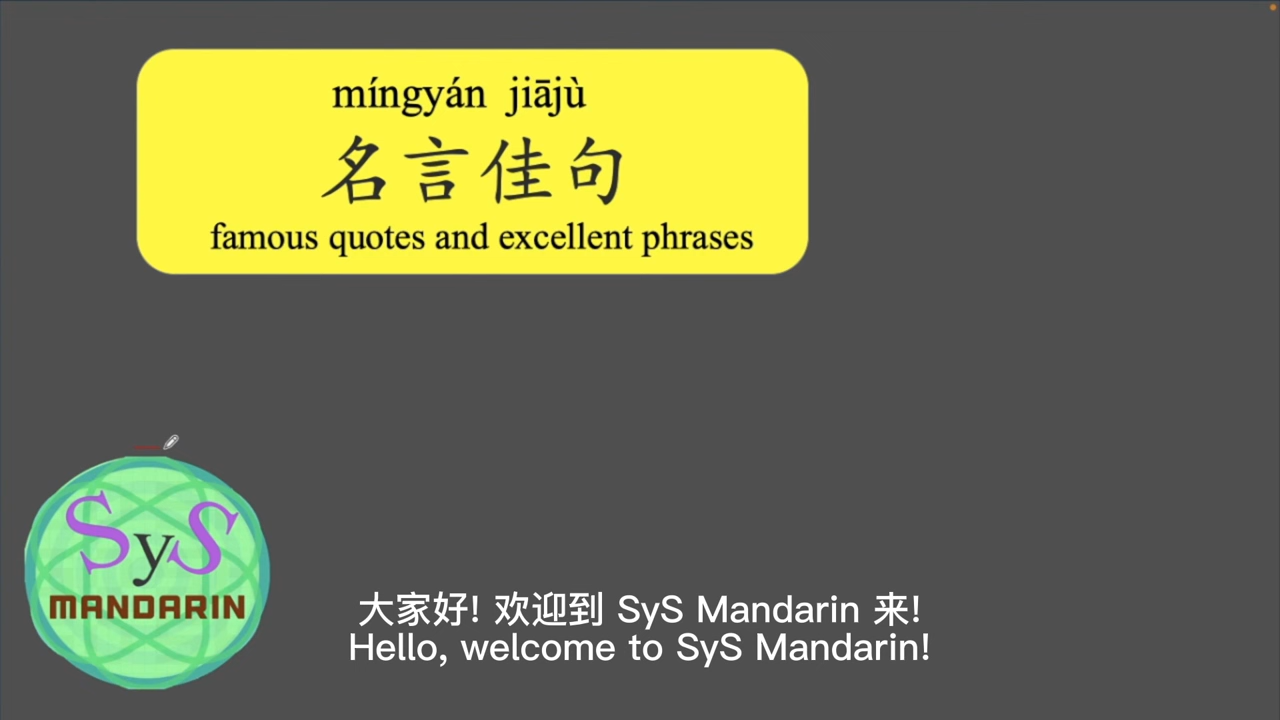 míngyán jiājù
名言佳句
famous quotes and excellent phrases
SyS
MANDARIN
大家好! 欢迎到 SyS Mandarin 来!
Hello, welcome to SyS Mandarin!